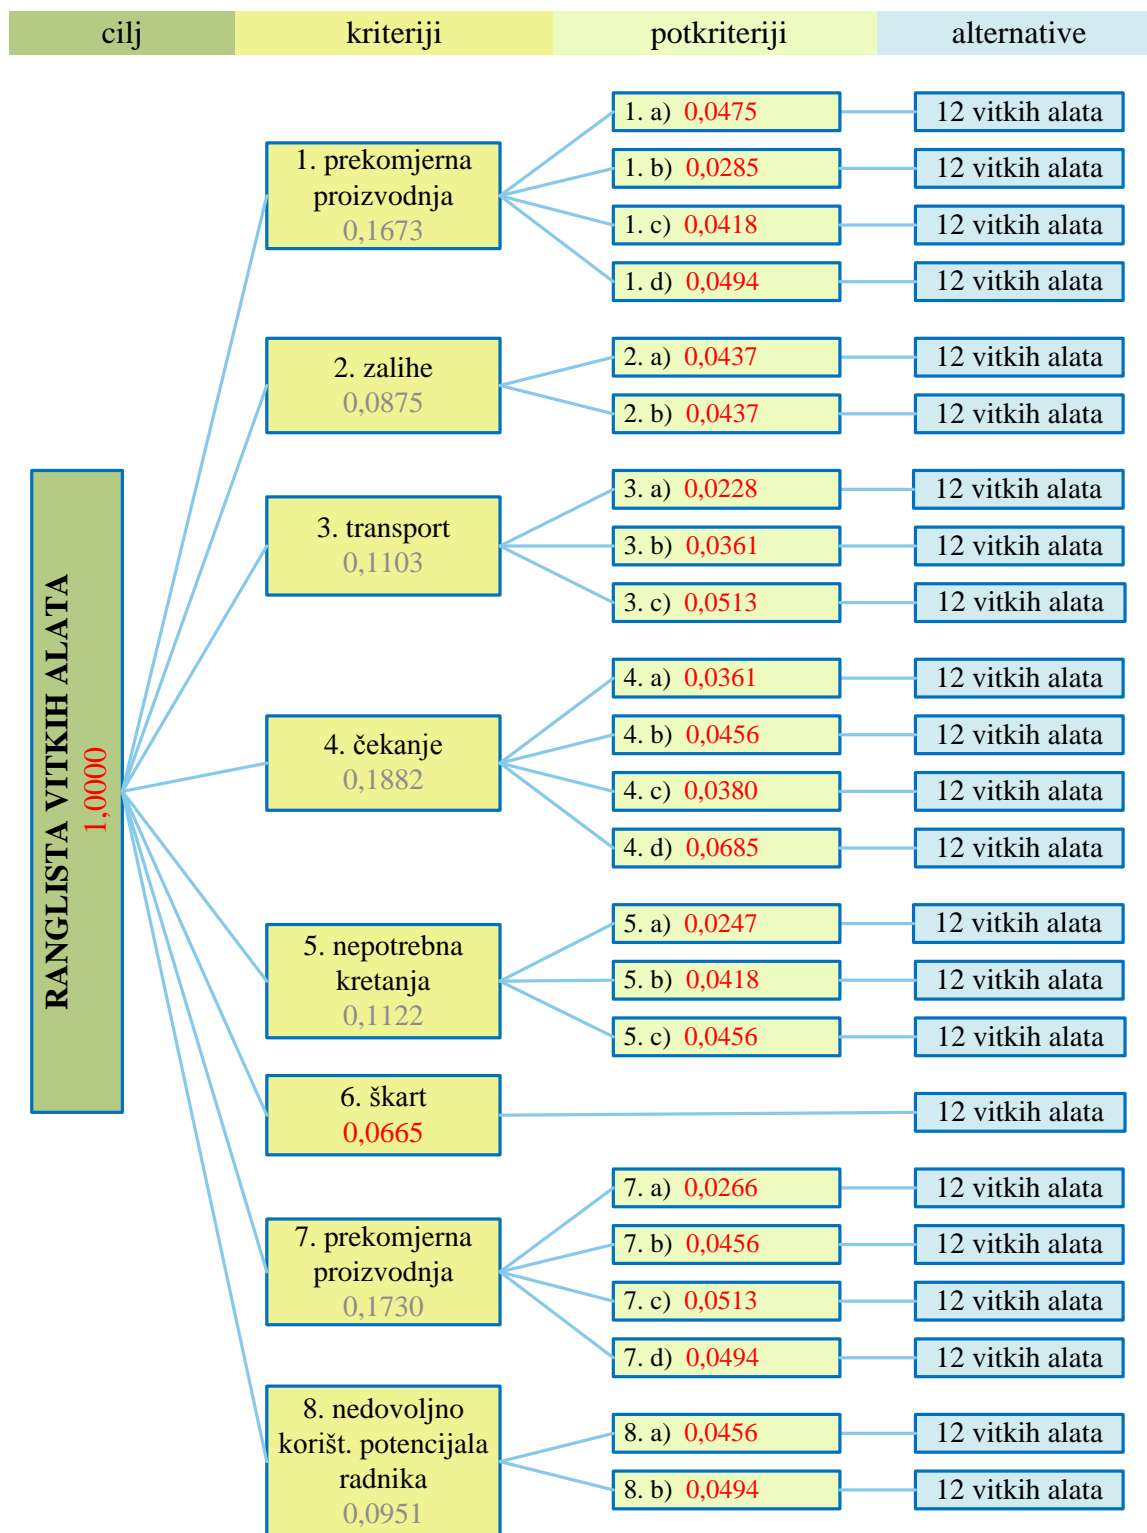 cilj kriteriji potkriteriji alternative
RANGLISTA VITKIH ALATA
1,0000
1. prekomjerna
proizvodnja
0,1673
1. a) 0,0475 12 vitkih alata
1. b) 0,0285 12 vitkih alata
1. c) 0,0418 12 vitkih alata
1. d) 0,0494 12 vitkih alata
2. zalihe
0,0875
2. a) 0,0437 12 vitkih alata
2. b) 0,0437 12 vitkih alata
3. transport
0,1103
3. a) 0,0228 12 vitkih alata
3. b) 0,0361 12 vitkih alata
3. c) 0,0513 12 vitkih alata
4. čekanje
0,1882
4. a) 0,0361 12 vitkih alata
4. b) 0,0456 12 vitkih alata
4. c) 0,0380 12 vitkih alata
4. d) 0,0685 12 vitkih alata
5. nepotrebna
kretanja
0,1122
5. a) 0,0247 12 vitkih alata
5. b) 0,0418 12 vitkih alata
5. c) 0,0456 12 vitkih alata
6. škart
0,0665
12 vitkih alata
7. prekomjerna
proizvodnja
0,1730
7. a) 0,0266 12 vitkih alata
7. b) 0,0456 12 vitkih alata
7. c) 0,0513 12 vitkih alata
7. d) 0,0494 12 vitkih alata
8. nedovoljno
korišt. potencijala
radnika
0,0951
8. a) 0,0456 12 vitkih alata
8. b) 0,0494 12 vitkih alata